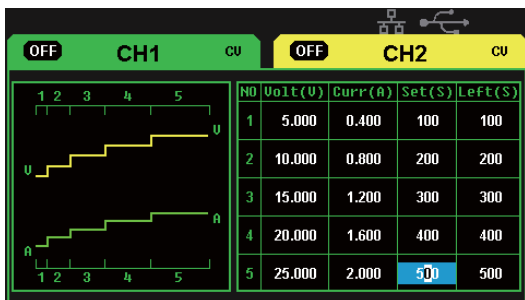 OFF CH1 CV OFF CH2 CV
1 2 3 4 5
V
V
A
A
1 2 3 4 5
NO Volt(V) Curr(A) Set(S) Left(S)
1 5.000 0.400 100 100
2 10.000 0.800 200 200
3 15.000 1.200 300 300
4 20.000 1.600 400 400
5 25.000 2.000 500 500